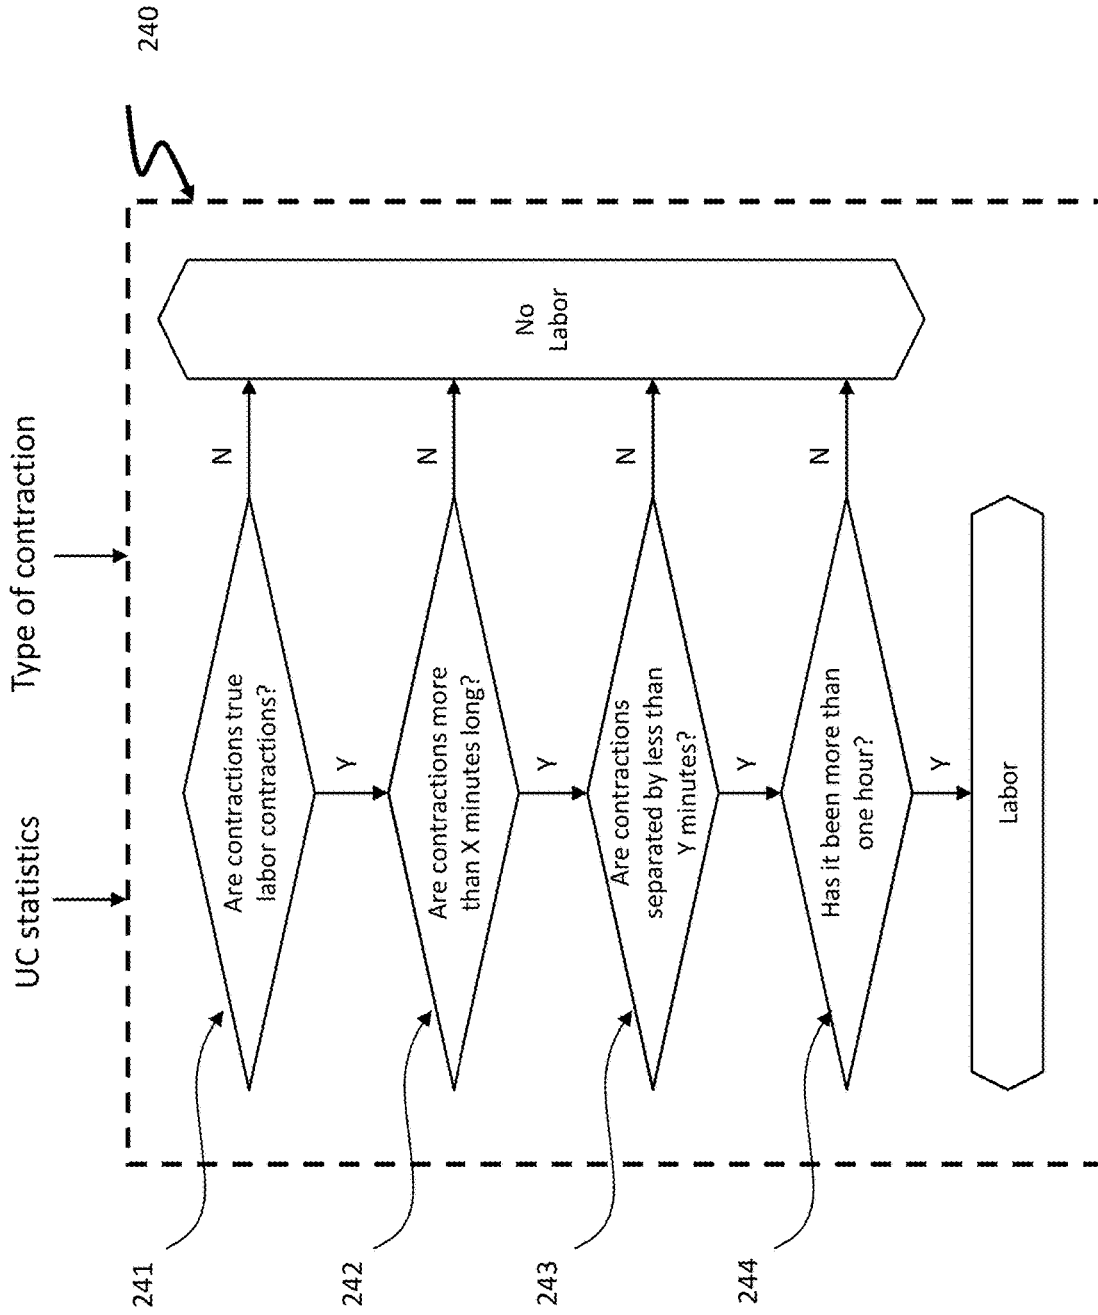 UC statistics
Type of contraction
240
241
Are contractions true
labor contractions?
N
Y
242
Are contractions more
than X minutes long?
N
Y
243
Are contractions
separated by less than
Y minutes?
N
Y
244
Has it been more than
one hour?
N
Y
No
Labor
Labor